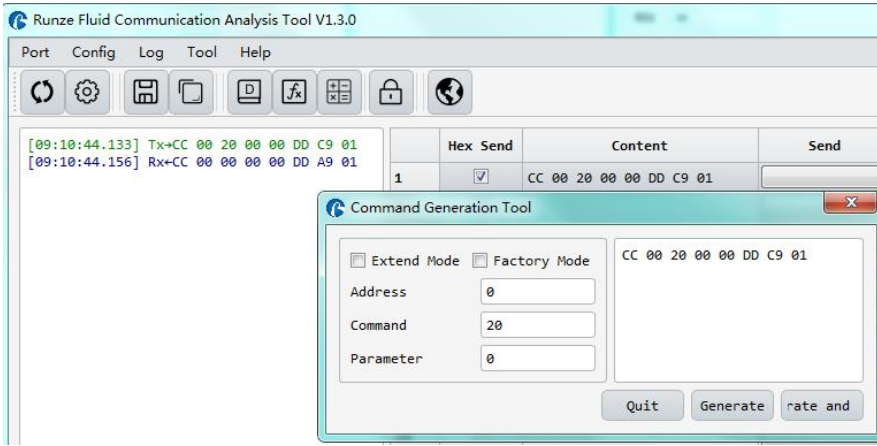 Runze Fluid Communication Analysis Tool V1.3.0
Port Config Log Tool Help
[09:10:44.133] Tx→CC 00 20 00 00 DD C9 01
[09:10:44.156] Rx←CC 00 00 00 00 DD A9 01
Hex Send Content Send
1 CC 00 20 00 00 DD C9 01
Command Generation Tool
Extend Mode Factory Mode
CC 00 20 00 00 DD C9 01
Address 0
Command 20
Parameter 0
Quit Generate rate and